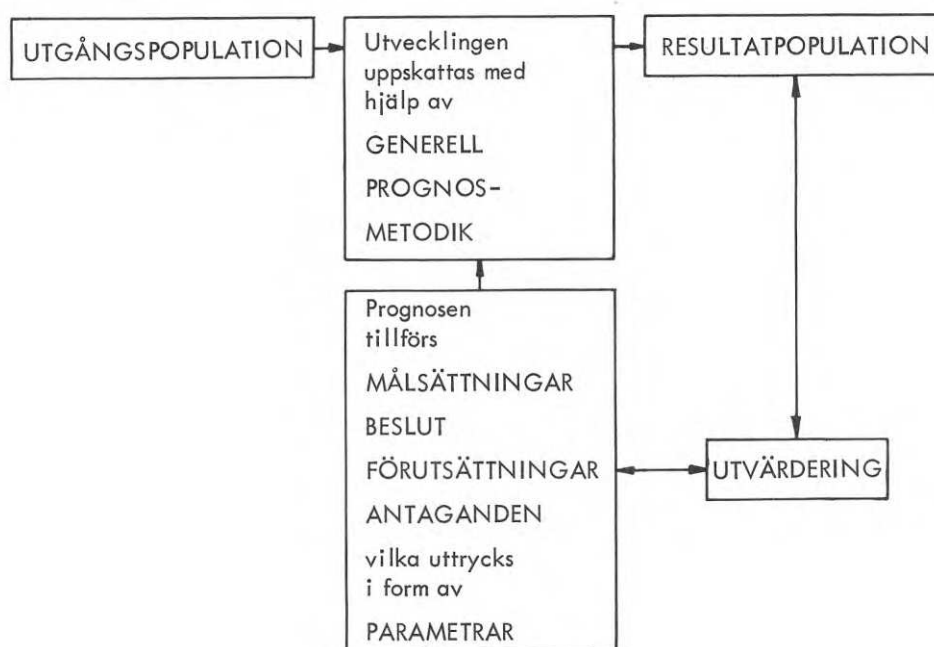 UTGÅNGSPOPULATION
Utvecklingen
uppskattas med
hjälp av
GENERELL
PROGNOS-
METODIK
RESULTATPOPULATION
Prognosen
tillförs
MÅLSÄTTNINGAR
BESLUT
FÖRUTSÄTTNINGAR
ANTAGANDEN
vilka uttrycks
i form av
PARAMETRAR
UTVÄRDERING